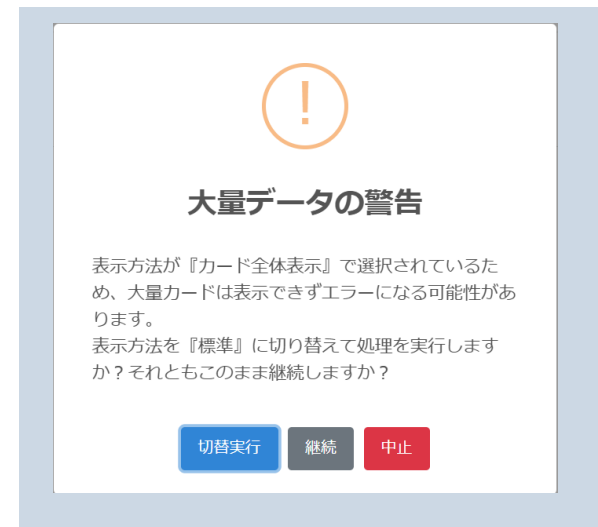 !
大量データの警告
表示方法が『カード全体表示』で選択されているた
め、大量カードは表示できずエラーになる可能性があ
ります。
表示方法を『標準』に切り替えて処理を実行します
か？それともこのまま継続しますか？
切替実行 継続 中止